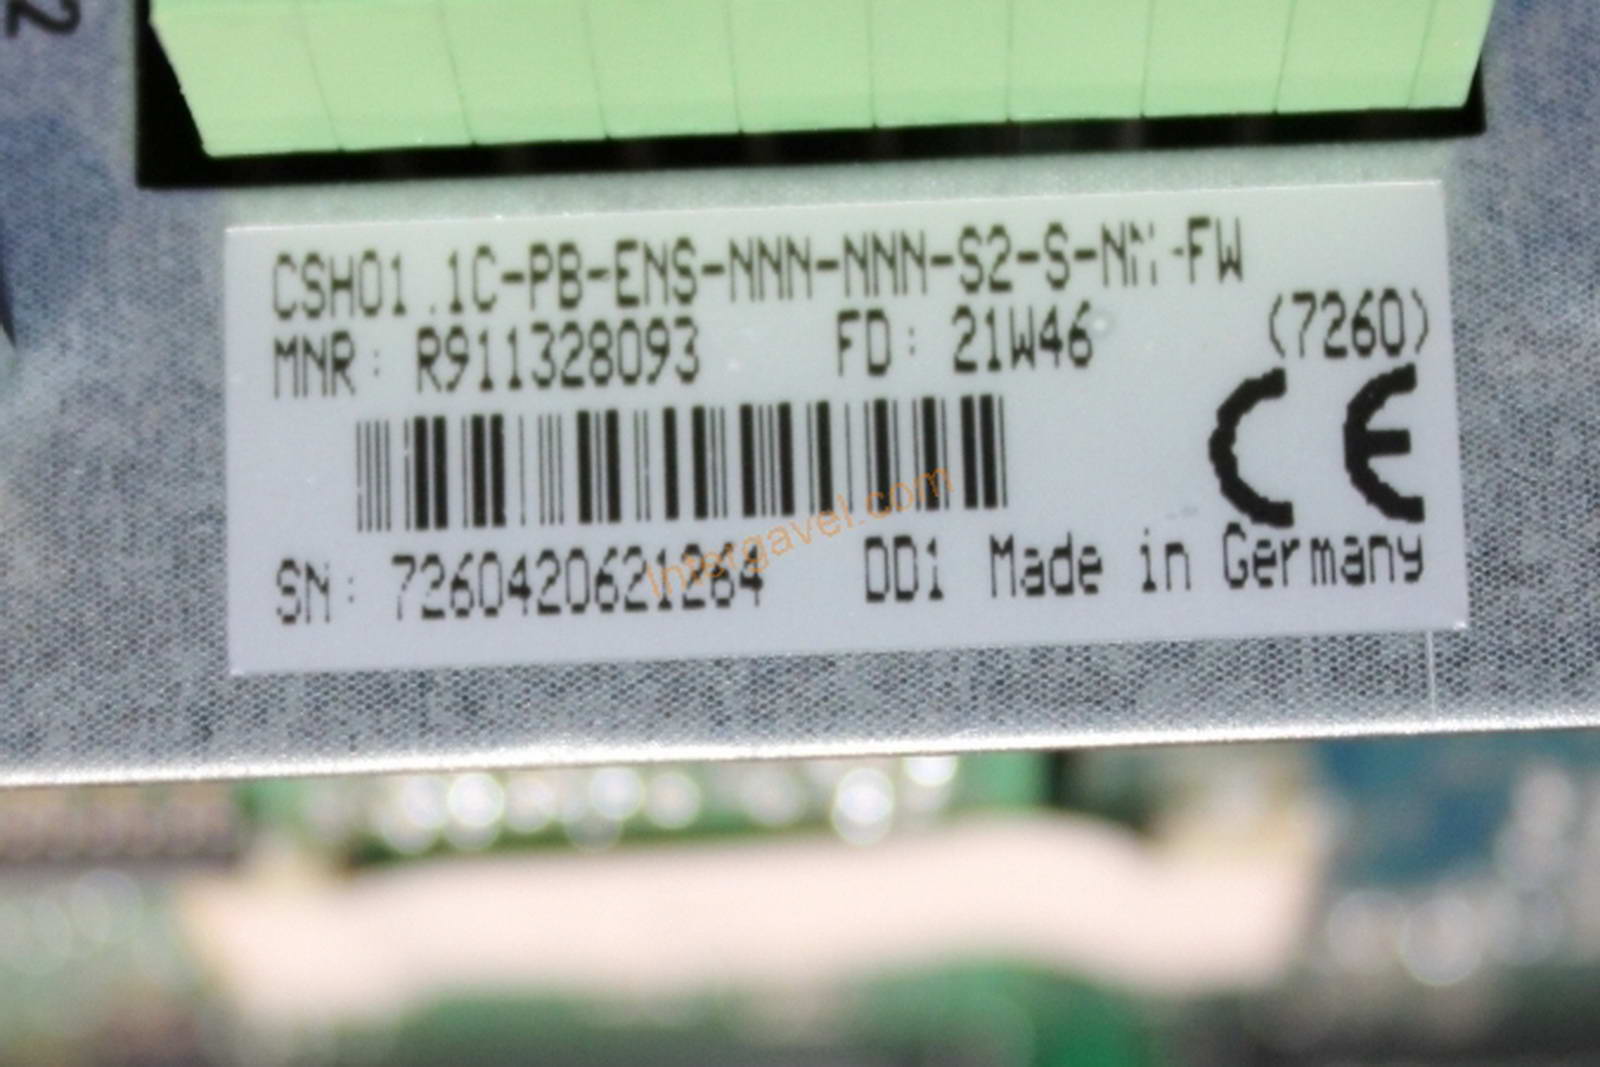 2
CSH01.1C-PB-ENS-NNN-NNN-S2-S-NN-FW
MNR: R911328093 FD: 21W46 (7260)
CE
SN: 7260420621264 DD1 Made in Germany
intergavel.com